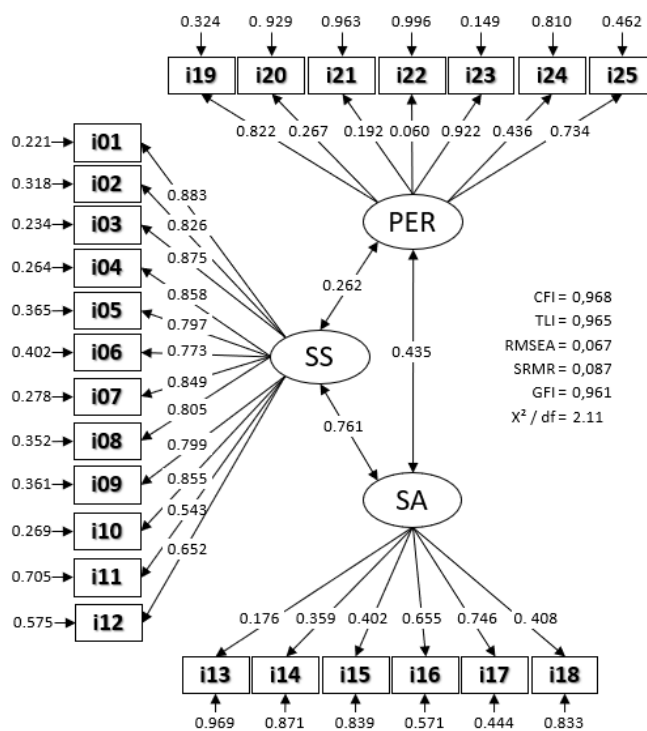 0.324 0. 929 0.963 0.996 0.149 0.810 0.462
i19 i20 i21 i22 i23 i24 i25
0.822 0.267 0.192 0.060 0.922 0.436 0.734
PER
0.221 i01
0.318 i02
0.234 i03
0.264 i04
0.365 i05
0.402 i06
0.278 i07
0.352 i08
0.361 i09
0.269 i10
0.705 i11
0.575 i12
0.883
0.826
0.875
0.858
0.797
0.773
0.849
0.805
0.799
0.855
0.543
0.652
SS
0.262
0.435
0.761
CFI = 0,968
TLI = 0,965
RMSEA = 0,067
SRMR = 0,087
GFI = 0,961
X² / df = 2.11
SA
0.176 0.359 0.402 0.655 0.746 0. 408
i13 i14 i15 i16 i17 i18
0.969 0.871 0.839 0.571 0.444 0.833